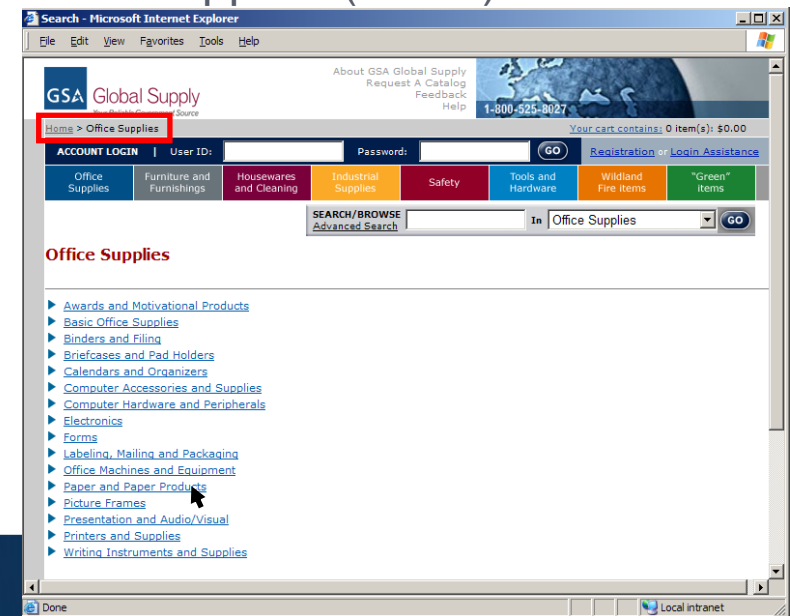 Search - Microsoft Internet Explorer
File Edit View Favorites Tools Help
GSA Global Supply
About GSA Global Supply
Request A Catalog
Feedback
Help
1-800-525-8027
Home > Office Supplies
Your cart contains: 0 item(s): $0.00
ACCOUNT LOGIN | User ID: Password: GO Registration or Login Assistance
Office Supplies
Furniture and Furnishings
Housewares and Cleaning
Industrial Supplies
Safety
Tools and Hardware
Wildland Fire items
"Green" items
SEARCH/BROWSE In Office Supplies GO
Advanced Search
Office Supplies
Awards and Motivational Products
Basic Office Supplies
Binders and Filing
Briefcases and Pad Holders
Calendars and Organizers
Computer Accessories and Supplies
Computer Hardware and Peripherals
Electronics
Forms
Labeling, Mailing and Packaging
Office Machines and Equipment
Paper and Paper Products
Picture Frames
Presentation and Audio/Visual
Printers and Supplies
Writing Instruments and Supplies
Done Local intranet